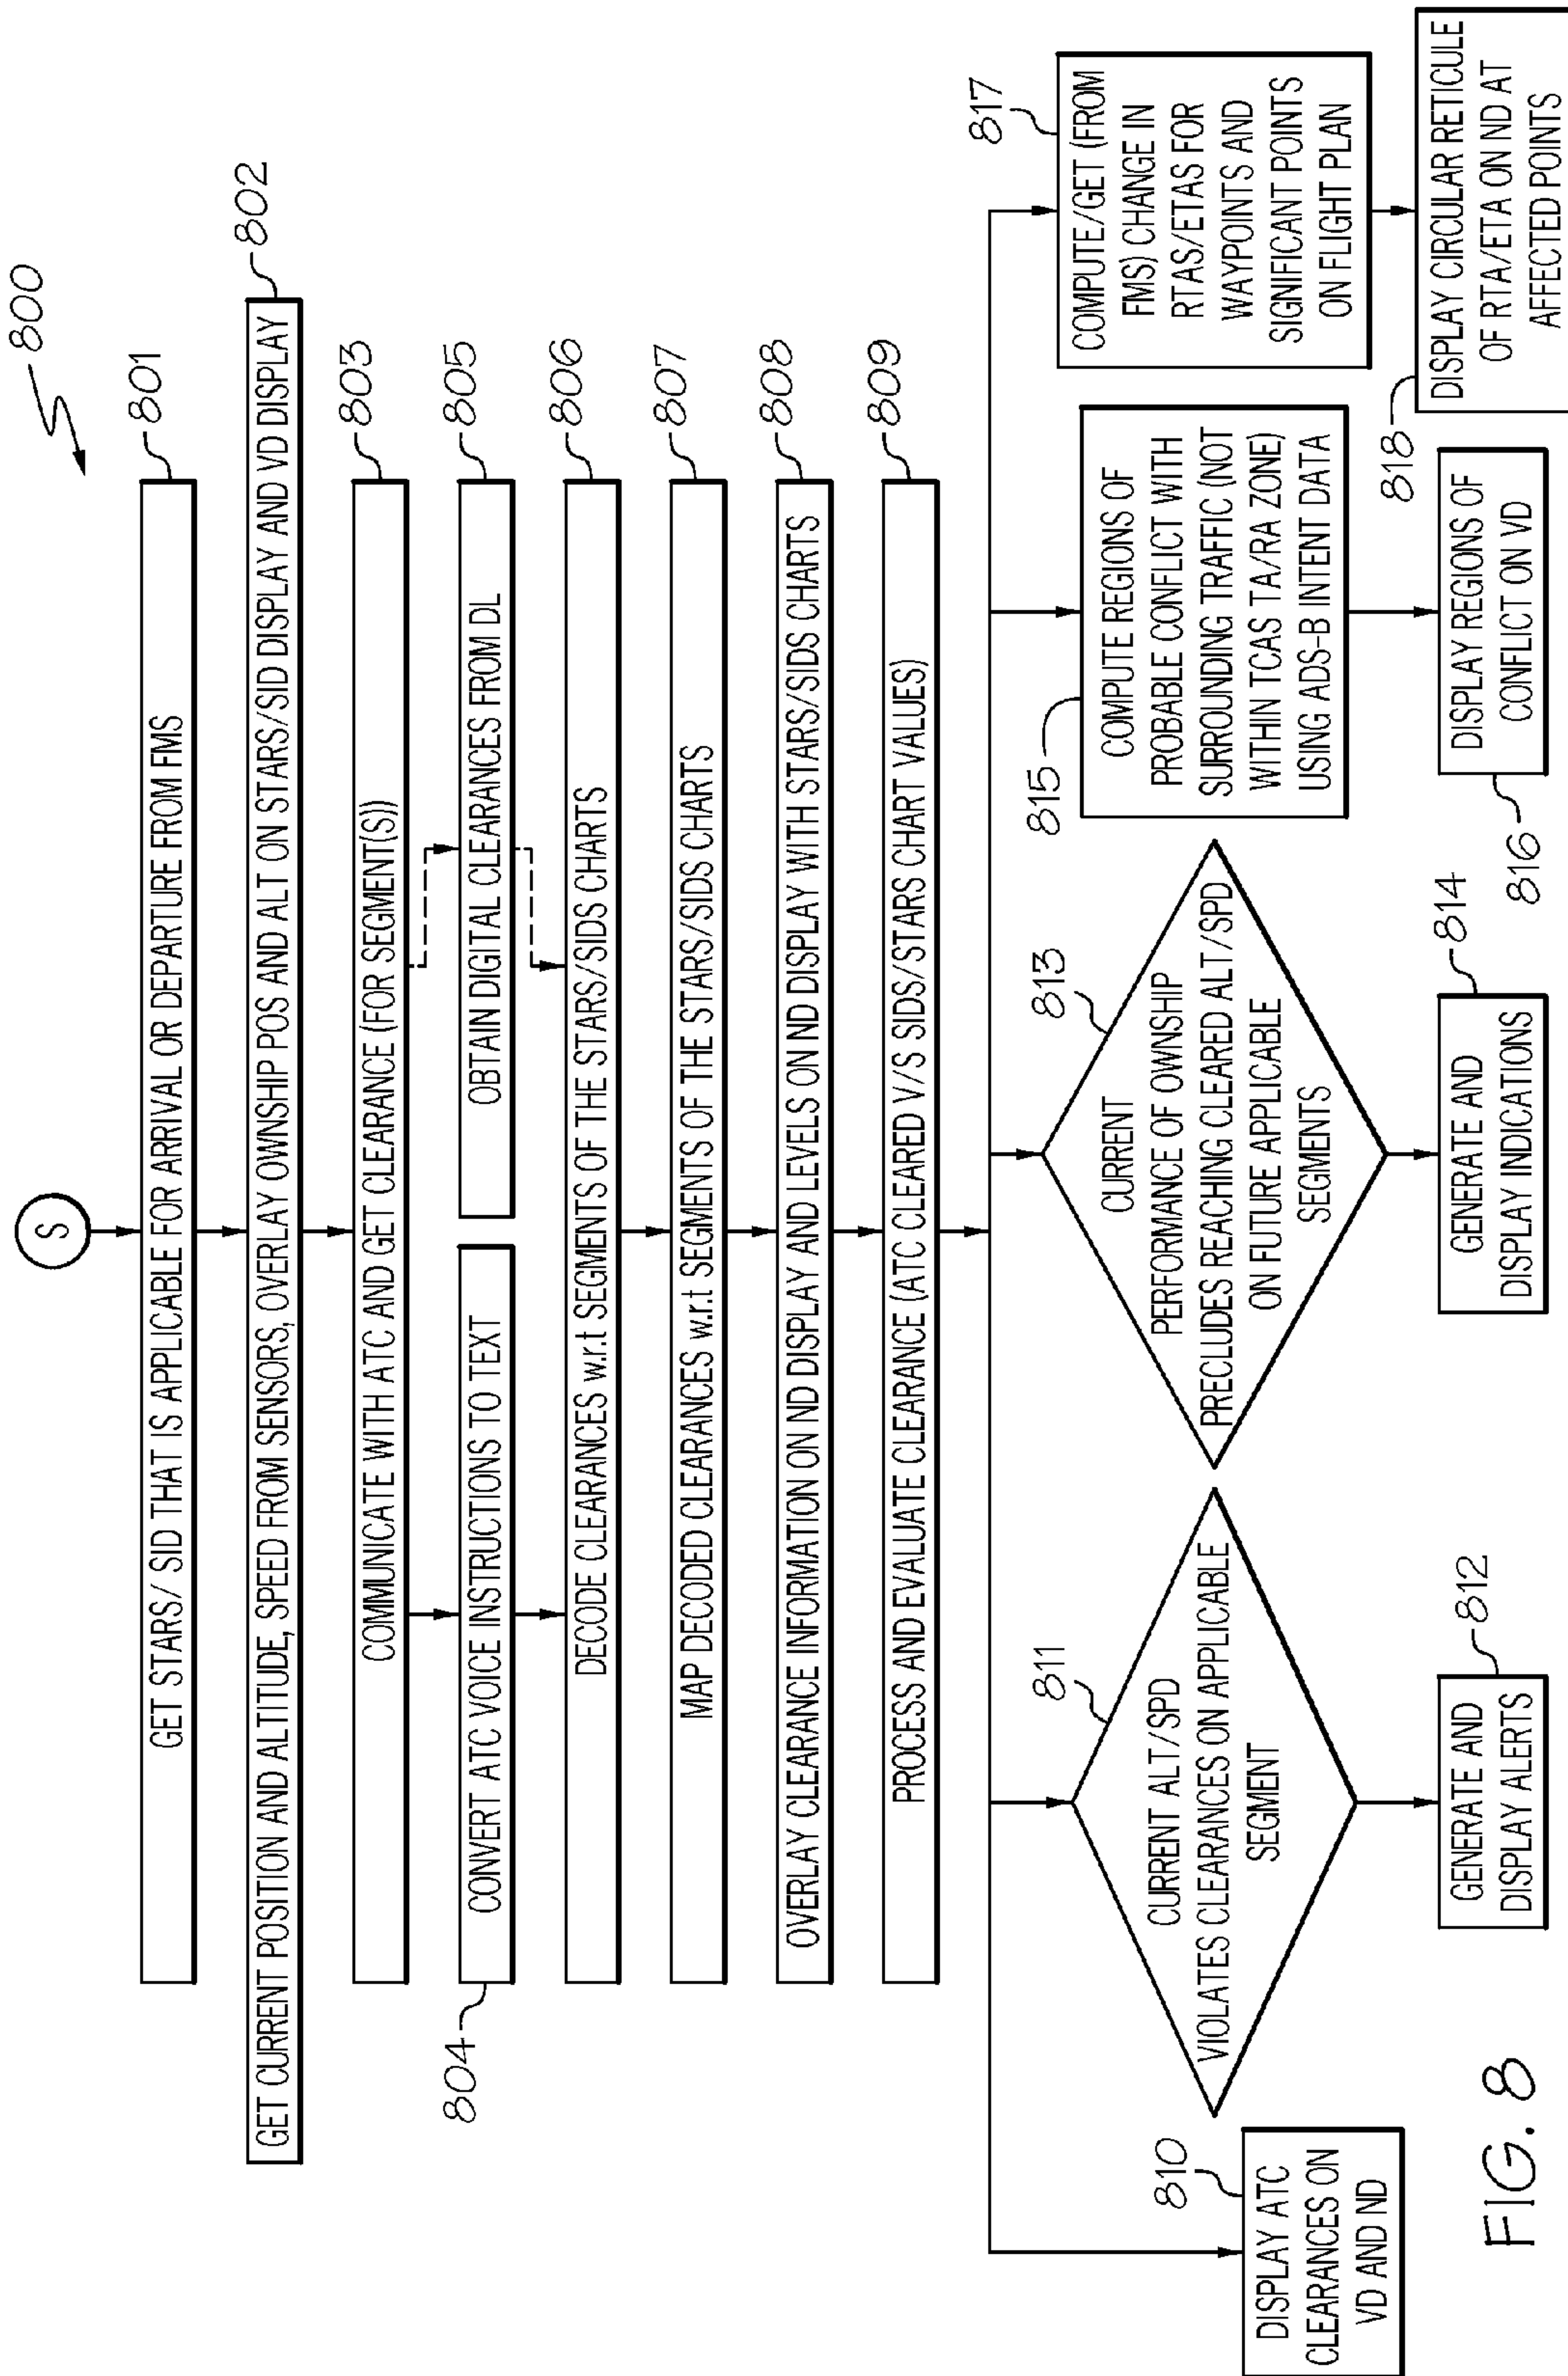 800
S
GET STARS/ SID THAT IS APPLICABLE FOR ARRIVAL OR DEPARTURE FROM FMS
801
GET CURRENT POSITION AND ALTITUDE, SPEED FROM SENSORS, OVERLAY OWNSHIP POS AND ALT ON STARS/SID DISPLAY AND VD DISPLAY
802
COMMUNICATE WITH ATC AND GET CLEARANCE (FOR SEGMENT(S))
803
804
CONVERT ATC VOICE INSTRUCTIONS TO TEXT
OBTAIN DIGITAL CLEARANCES FROM DL
805
DECODE CLEARANCES w.r.t SEGMENTS OF THE STARS/SIDS CHARTS
806
MAP DECODED CLEARANCES w.r.t SEGMENTS OF THE STARS/SIDS CHARTS
807
OVERLAY CLEARANCE INFORMATION ON ND DISPLAY AND LEVELS ON ND DISPLAY WITH STARS/SIDS CHARTS
808
PROCESS AND EVALUATE CLEARANCE (ATC CLEARED V/S SIDS/STARS CHART VALUES)
809
810
DISPLAY ATC
CLEARANCES ON
VD AND ND
811
CURRENT ALT/SPD
VIOLATES CLEARANCES ON APPLICABLE
SEGMENT
812
GENERATE AND
DISPLAY ALERTS
813
CURRENT
PERFORMANCE OF OWNSHIP
PRECLUDES REACHING CLEARED ALT/SPD
ON FUTURE APPLICABLE
SEGMENTS
814
GENERATE AND
DISPLAY INDICATIONS
815
COMPUTE REGIONS OF
PROBABLE CONFLICT WITH
SURROUNDING TRAFFIC (NOT
WITHIN TCAS TA/RA ZONE)
USING ADS-B INTENT DATA
816
DISPLAY REGIONS OF
CONFLICT ON VD
817
COMPUTE/GET (FROM
FMS) CHANGE IN
RTAS/ETAS FOR
WAYPOINTS AND
SIGNIFICANT POINTS
ON FLIGHT PLAN
818
DISPLAY CIRCULAR RETICULE
OF RTA/ETA ON ND AT
AFFECTED POINTS
FIG. 8